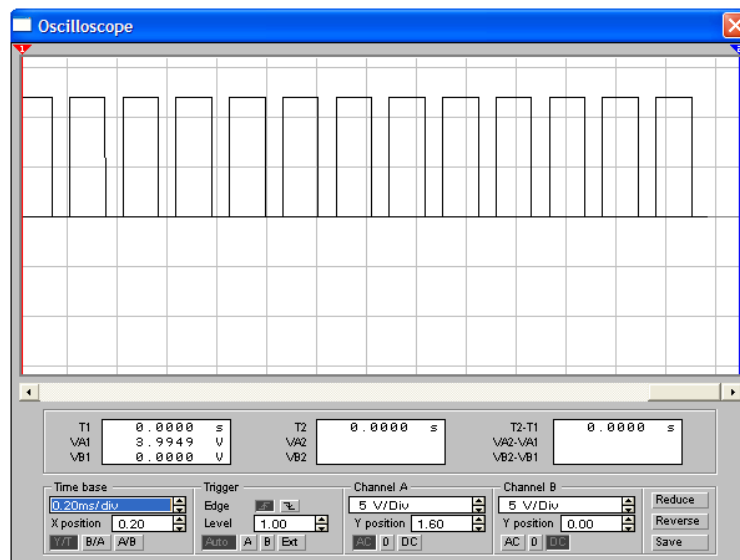 Oscilloscope
1
T1 0.0000 s
VA1 3.9949 V
VB1 0.0000 V
T2 0.0000 s
VA2
VB2
T2-T1 0.0000 s
VA2-VA1
VB2-VB1
Time base
0.20ms/div
X position 0.20
Y/T B/A A/B
Trigger
Edge
Level 1.00
Auto A B Ext
Channel A
5 V/Div
Y position 1.60
AC 0 DC
Channel B
5 V/Div
Y position 0.00
AC 0 DC
Reduce
Reverse
Save